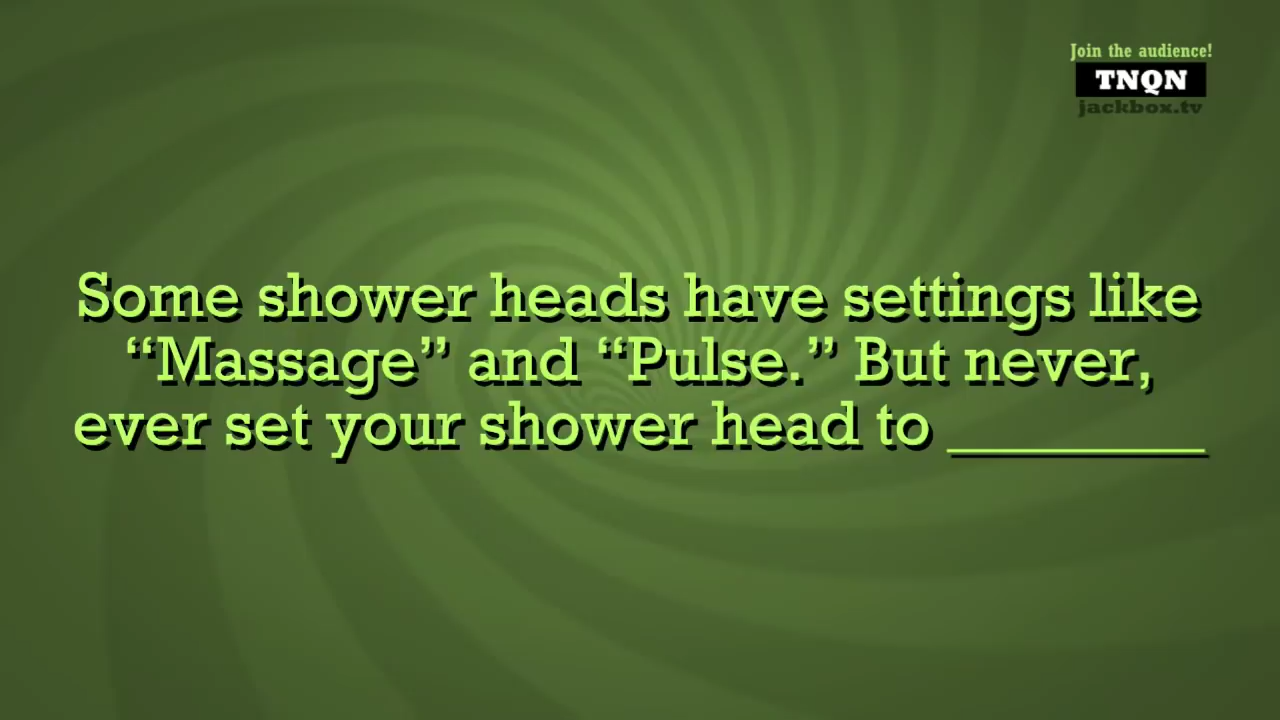 Join the audience!
TNQN
jackbox.tv
Some shower heads have settings like
“Massage” and “Pulse.” But never,
ever set your shower head to ________